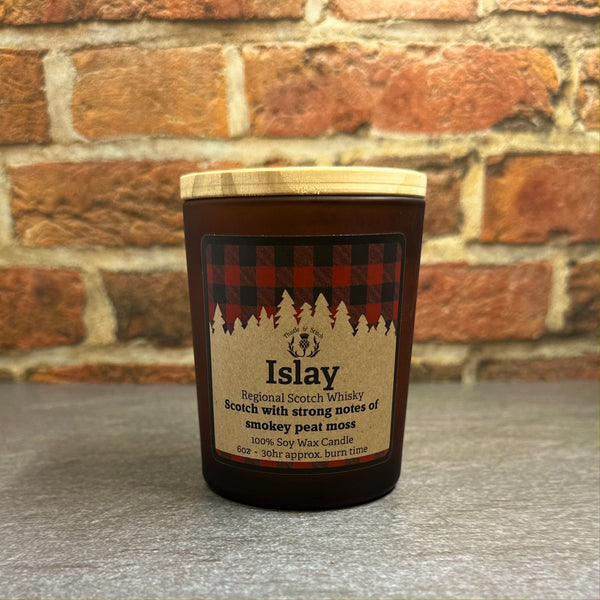 Thistle & Stitch
Islay
Regional Scotch Whisky
Scotch with strong notes of
smokey peat moss
100% Soy Wax Candle
6oz - 30hr approx. burn time